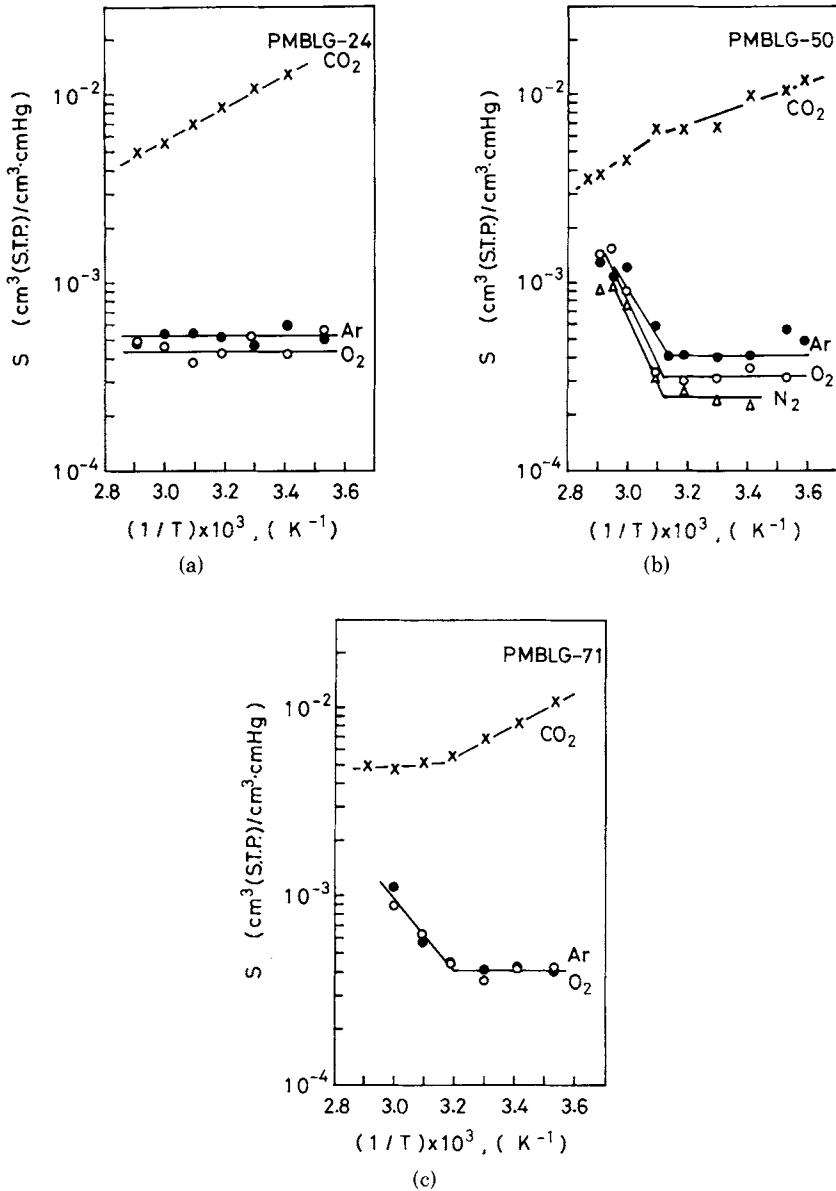 PMBLG-24
CO₂
10⁻²
10⁻³
10⁻⁴
S (cm³(S.T.P.)/cm³·cmHg)
Ar
O₂
2.8 3.0 3.2 3.4 3.6
(1/T)x10³, (K⁻¹)
(a)
PMBLG-50
CO₂
10⁻²
10⁻³
10⁻⁴
S (cm³(S.T.P.)/cm³·cmHg)
Ar
O₂
N₂
2.8 3.0 3.2 3.4 3.6
(1/T)x10³, (K⁻¹)
(b)
PMBLG-71
CO₂
10⁻²
10⁻³
10⁻⁴
S (cm³(S.T.P.)/cm³·cmHg)
Ar
O₂
2.8 3.0 3.2 3.4 3.6
(1/T)x10³, (K⁻¹)
(c)